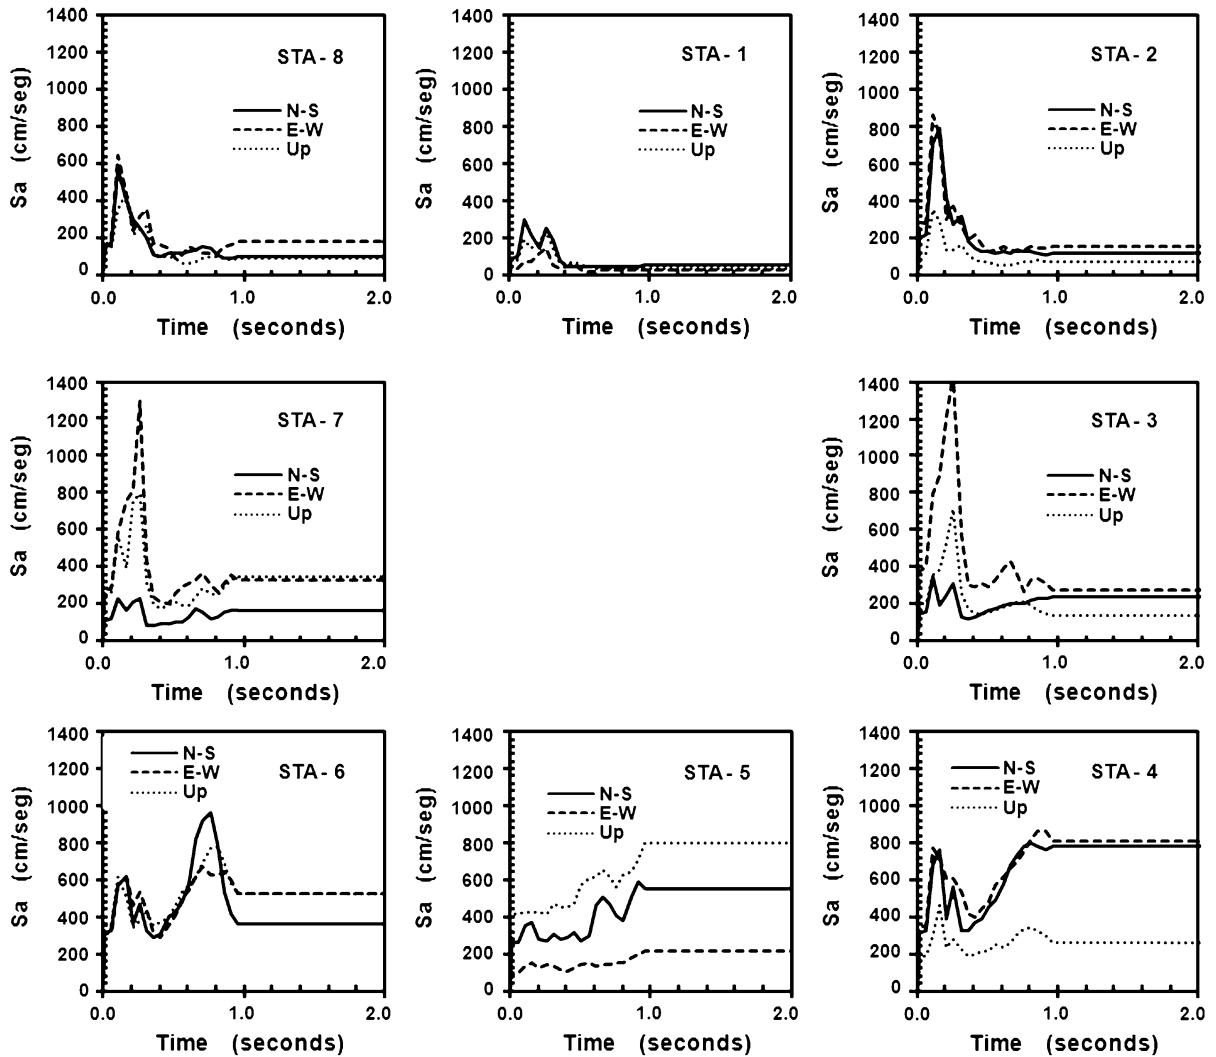 STA - 8
N-S
E-W
Up
Sa (cm/seg)
1400
1200
1000
800
600
400
200
0
0.0 1.0 2.0
Time (seconds)
STA - 1
N-S
E-W
Up
Sa (cm/seg)
1400
1200
1000
800
600
400
200
0
0.0 1.0 2.0
Time (seconds)
STA - 2
N-S
E-W
Up
Sa (cm/seg)
1400
1200
1000
800
600
400
200
0
0.0 1.0 2.0
Time (seconds)
STA - 7
N-S
E-W
Up
Sa (cm/seg)
1400
1200
1000
800
600
400
200
0
0.0 1.0 2.0
Time (seconds)
STA - 3
N-S
E-W
Up
Sa (cm/seg)
1400
1200
1000
800
600
400
200
0
0.0 1.0 2.0
Time (seconds)
STA - 6
N-S
E-W
Up
Sa (cm/seg)
1400
1200
1000
800
600
400
200
0
0.0 1.0 2.0
Time (seconds)
STA - 5
N-S
E-W
Up
Sa (cm/seg)
1400
1200
1000
800
600
400
200
0
0.0 1.0 2.0
Time (seconds)
STA - 4
N-S
E-W
Up
Sa (cm/seg)
1400
1200
1000
800
600
400
200
0
0.0 1.0 2.0
Time (seconds)